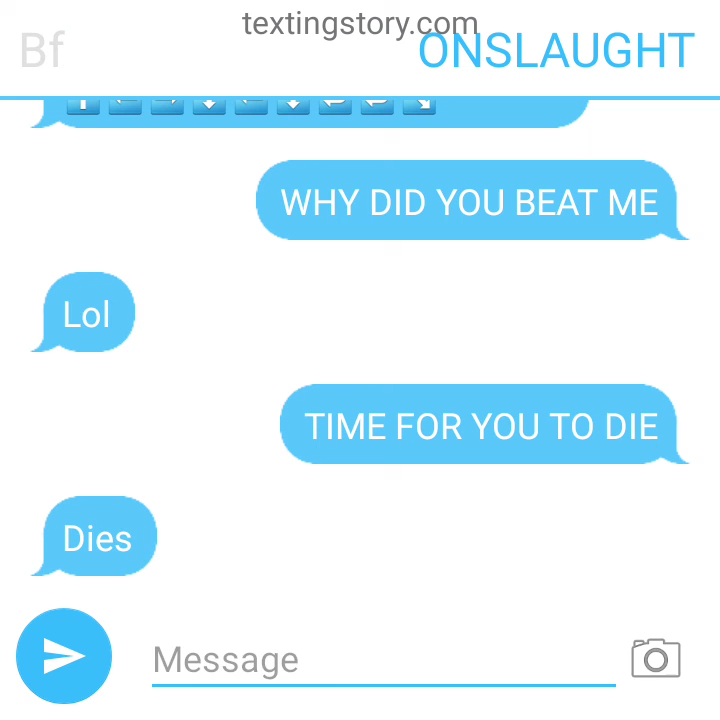 textingstory.com
Bf
ONSLAUGHT
WHY DID YOU BEAT ME
Lol
TIME FOR YOU TO DIE
Dies
Message